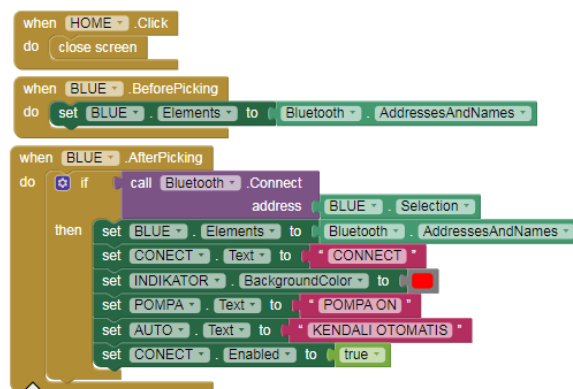 when HOME .Click
do close screen
when BLUE .BeforePicking
do set BLUE . Elements to Bluetooth . AddressesAndNames
when BLUE .AfterPicking
do if call Bluetooth .Connect
address BLUE . Selection
then set BLUE . Elements to Bluetooth . AddressesAndNames
set CONECT . Text to " CONNECT "
set INDIKATOR . BackgroundColor to
set POMPA . Text to " POMPA ON "
set AUTO . Text to " KENDALI OTOMATIS "
set CONECT . Enabled to true